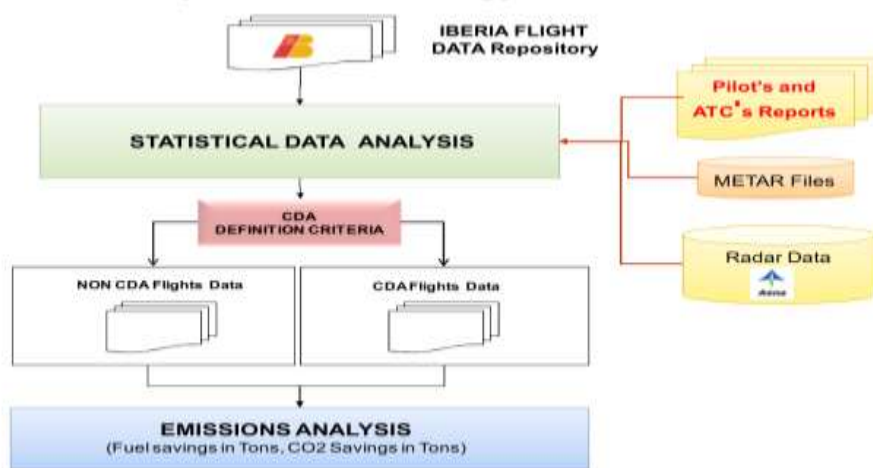 IBERIA FLIGHT
DATA Repository
Pilot's and
ATC's Reports
STATISTICAL DATA ANALYSIS
METAR Files
CDA
DEFINITION CRITERIA
Radar Data
Aena
NON CDA Flights Data
CDA Flights Data
EMISSIONS ANALYSIS
(Fuel savings in Tons, CO2 Savings in Tons)